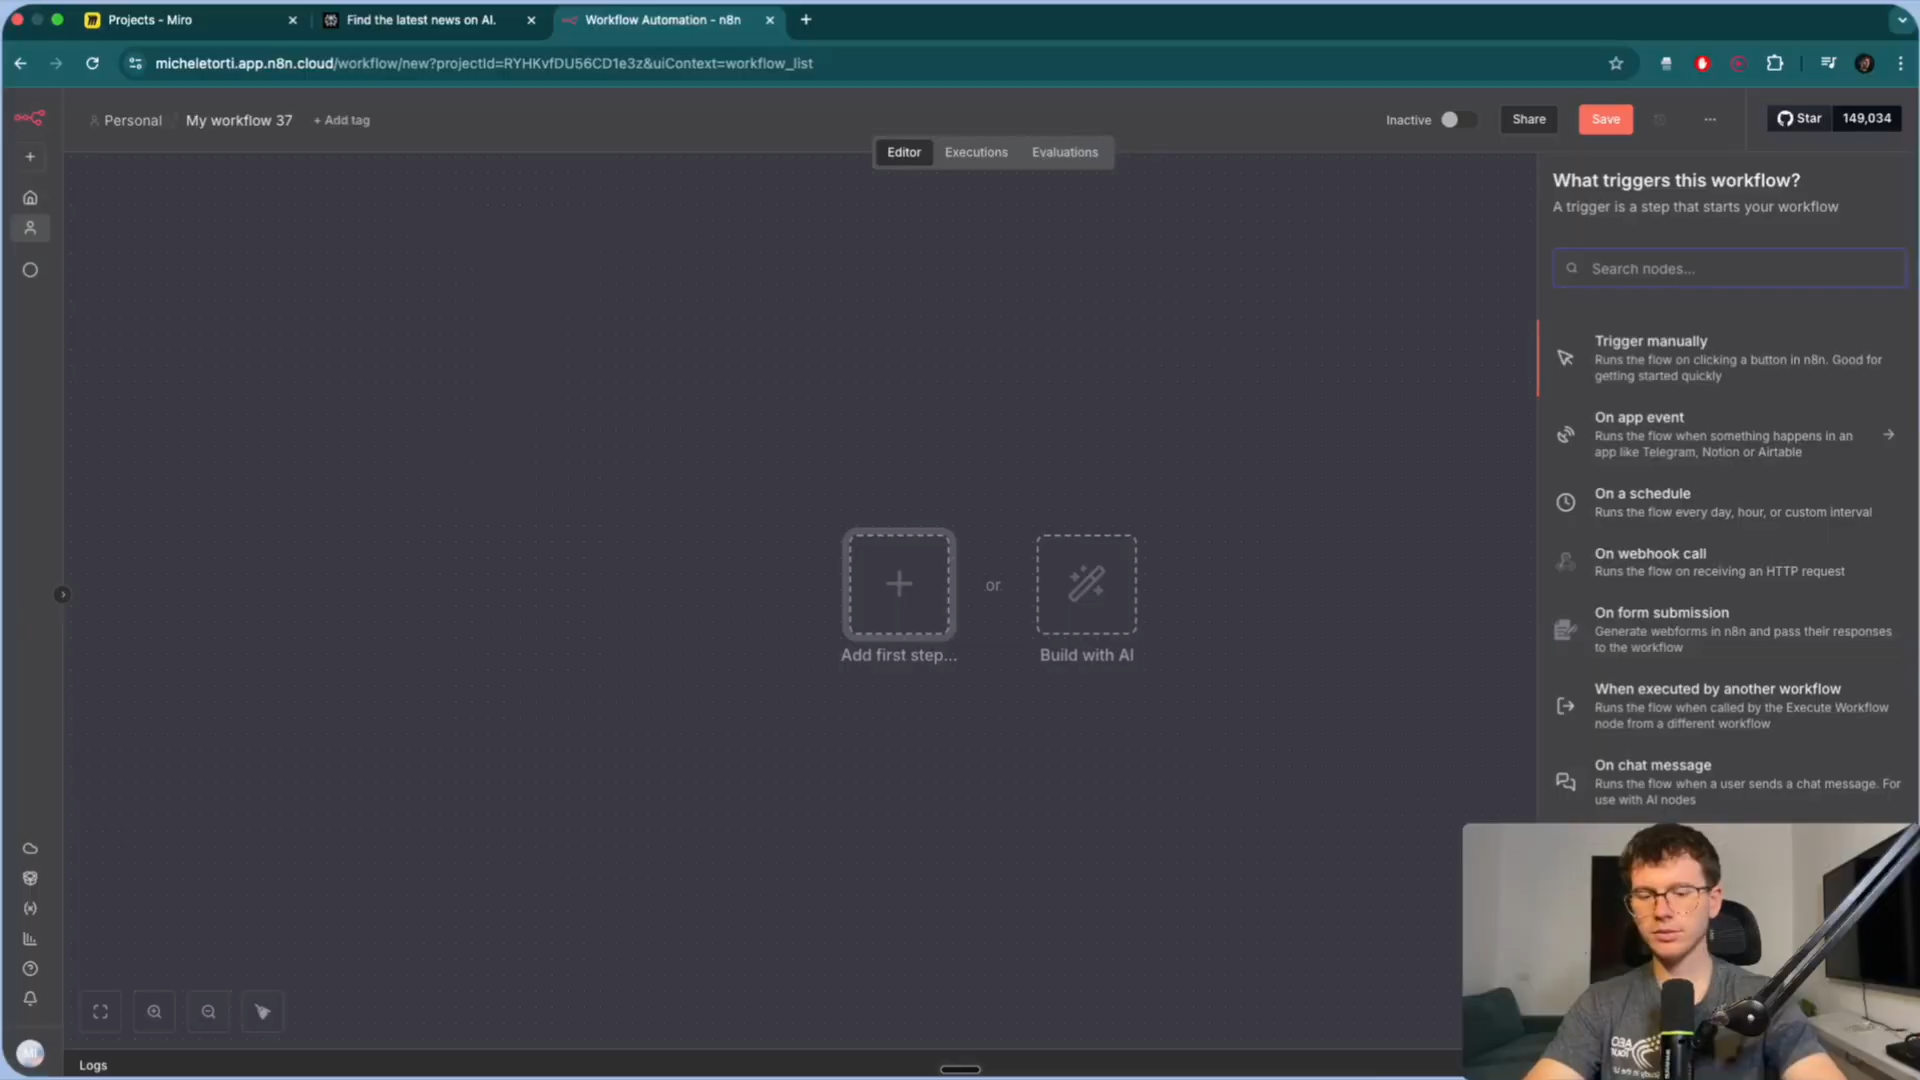 Projects - Miro
Find the latest news on AI.
Workflow Automation - n8n
micheletorti.app.n8n.cloud/workflow/new?projectId=RYHKvfDU56CD1e3z&uiContext=workflow_list
Personal
My workflow 37
+ Add tag
Inactive
Share
Save
Star
149,034
Editor
Executions
Evaluations
What triggers this workflow?
A trigger is a step that starts your workflow
Search nodes...
Trigger manually
Runs the flow on clicking a button in n8n. Good for
getting started quickly
On app event
Runs the flow when something happens in an
app like Telegram, Notion or Airtable
On a schedule
Runs the flow every day, hour, or custom interval
On webhook call
Runs the flow on receiving an HTTP request
On form submission
Generate webforms in n8n and pass their responses
to the workflow
When executed by another workflow
Runs the flow when called by the Execute Workflow
node from a different workflow
On chat message
Runs the flow when a user sends a chat message. For
use with AI nodes
Add first step...
or
Build with AI
Logs